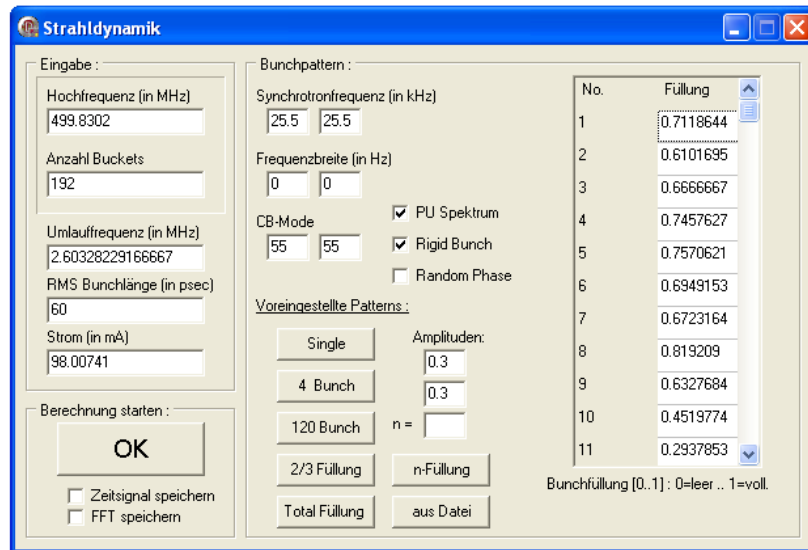 Strahldynamik
Eingabe :
Hochfrequenz (in MHz)
499.8302
Anzahl Buckets
192
Umlauffrequenz (in MHz)
2.60328229166667
RMS Bunchlänge (in psec)
60
Strom (in mA)
98.00741
Berechnung starten :
OK
Zeitsignal speichern
FFT speichern
Bunchpattern :
Synchrotronfrequenz (in kHz)
25.5 25.5
Frequenzbreite (in Hz)
0 0
CB-Mode
55 55
PU Spektrum
Rigid Bunch
Random Phase
Voreingestellte Patterns :
Single
4 Bunch
120 Bunch
2/3 Füllung
Total Füllung
Amplituden:
0.3
0.3
n =
n-Füllung
aus Datei
No. Füllung
1 0.7118644
2 0.6101695
3 0.6666667
4 0.7457627
5 0.7570621
6 0.6949153
7 0.6723164
8 0.819209
9 0.6327684
10 0.4519774
11 0.2937853
Bunchfüllung [0..1] : 0=leer .. 1=voll.